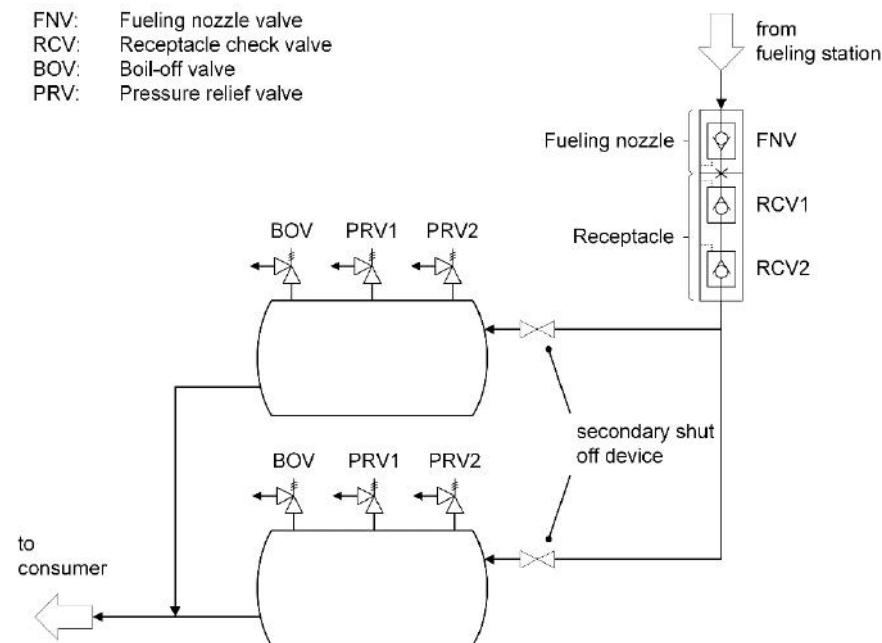 FNV: Fueling nozzle valve
RCV: Receptacle check valve
BOV: Boil-off valve
PRV: Pressure relief valve
from
fueling station
Fueling nozzle
FNV
RCV1
Receptacle
RCV2
BOV PRV1 PRV2
secondary shut
off device
BOV PRV1 PRV2
to
consumer